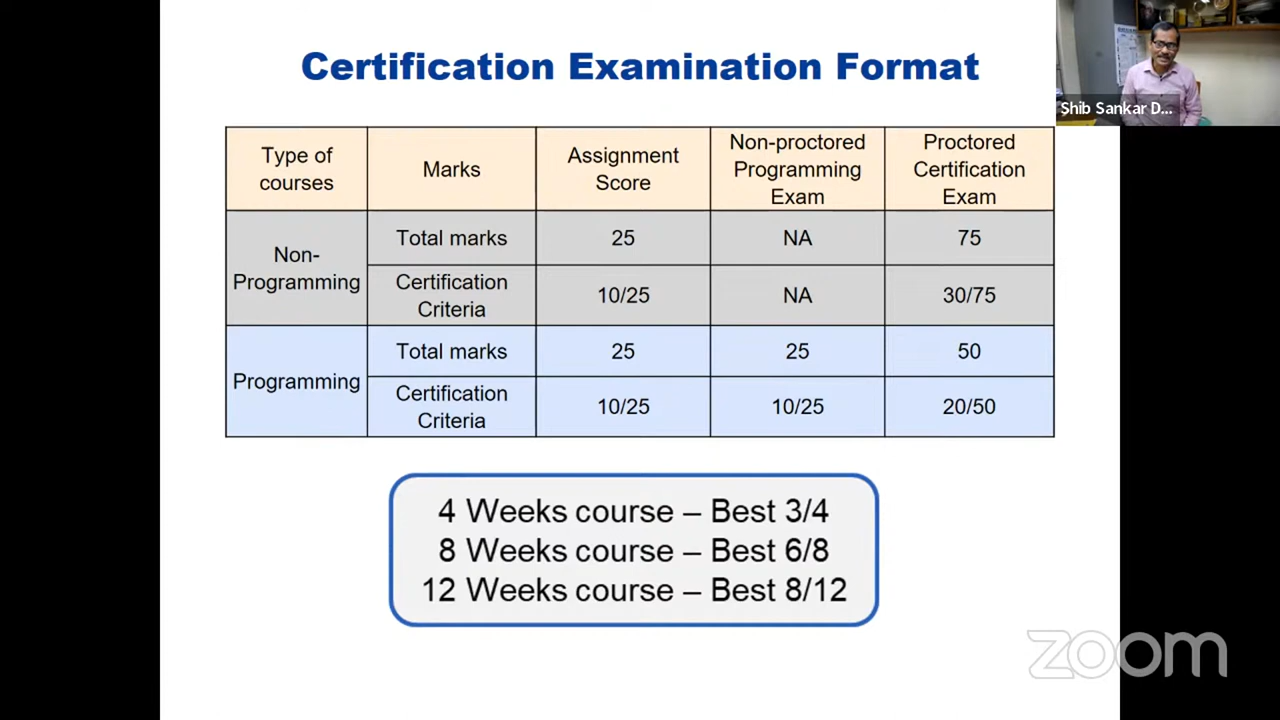 Certification Examination Format
Shib Sankar D...
Type of
courses
Marks
Assignment
Score
Non-proctored
Programming
Exam
Proctored
Certification
Exam
Non-
Programming
Total marks
25
NA
75
Certification
Criteria
10/25
NA
30/75
Programming
Total marks
25
25
50
Certification
Criteria
10/25
10/25
20/50
4 Weeks course – Best 3/4
8 Weeks course – Best 6/8
12 Weeks course – Best 8/12
zoom